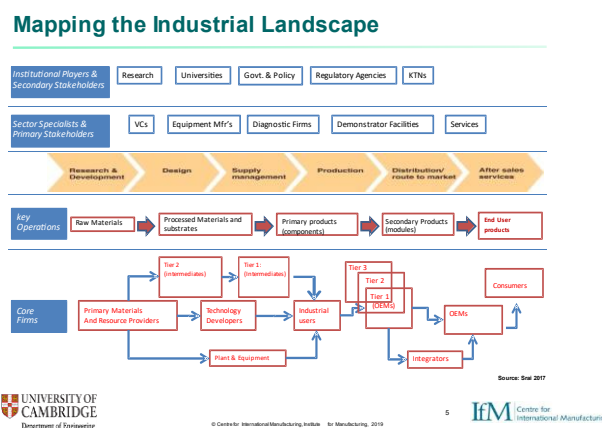 Mapping the Industrial Landscape
Institutional Players &
Secondary Stakeholders
Research
Universities
Govt. & Policy
Regulatory Agencies
KTNs
Sector Specialists &
Primary Stakeholders
VCs
Equipment Mfr's
Diagnostic Firms
Demonstrator Facilities
Services
Research &
Development
Design
Supply
management
Production
Distribution/
route to market
After sales
services
key
Operations
Raw Materials
Processed Materials and
substrates
Primary products
(components)
Secondary Products
(modules)
End User
products
Core
Firms
Primary Materials
And Resource Providers
Tier 2
(intermediates)
Tier 1:
(Intermediates)
Technology
Developers
Plant & Equipment
Industrial
users
Tier 3
Tier 2
Tier 1
(OEMs)
OEMs
Integrators
Consumers
Source: Srai 2017
UNIVERSITY OF
CAMBRIDGE
Department of Engineering
© Centre for International Manufacturing, Institute for Manufacturing, 2019
5
IfM
Centre for
International Manufacturi